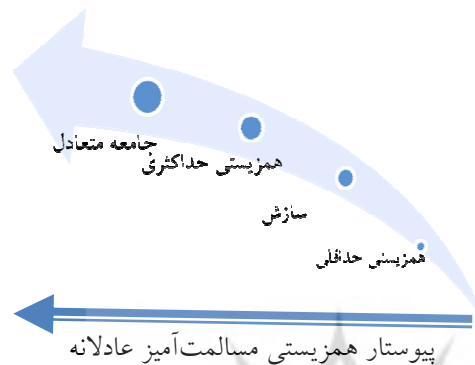 جامعه متعادل
همزیستی حداکثری
سازش
همزیستی حداقلی
پیوستار همزیستی مسالمت‌آمیز عادلانه